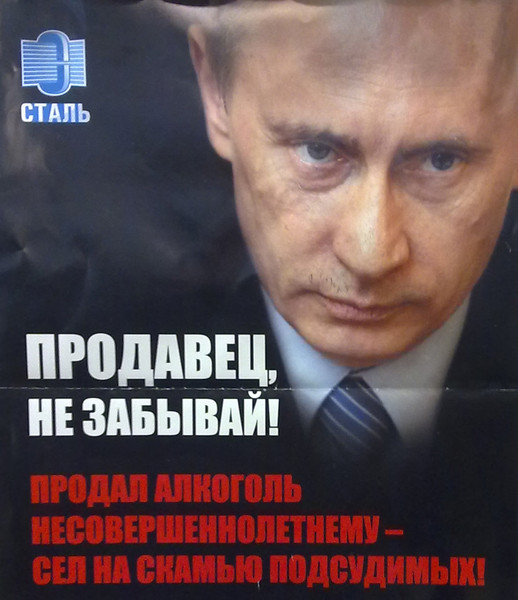 СТАЛЬ
ПРОДАВЕЦ,
НЕ ЗАБЫВАЙ!
ПРОДАЛ АЛКОГОЛЬ
НЕСОВЕРШЕННОЛЕТНЕМУ –
СЕЛ НА СКАМЬЮ ПОДСУДИМЫХ!